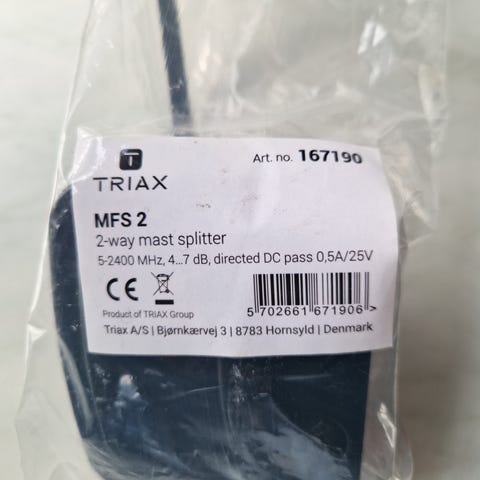 Art. no. 167190
TRIAX
MFS 2
2-way mast splitter
5-2400 MHz, 4...7 dB, directed DC pass 0,5A/25V
CE
5 702661 671906 >
Product of TRIAX Group
Triax A/S | Bjørnkærvej 3 | 8783 Hornsyld | Denmark